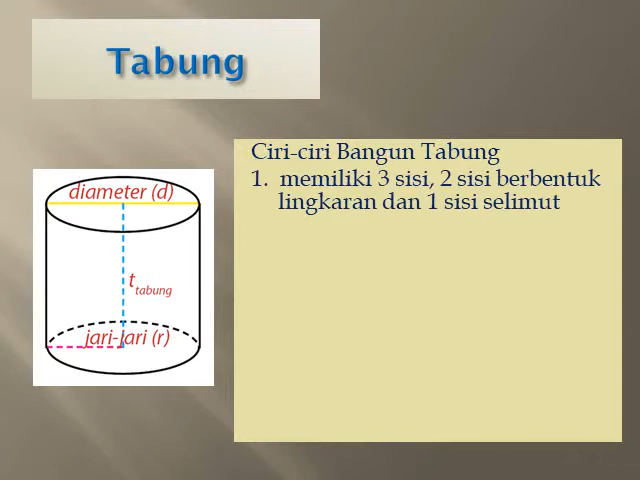 Tabung
Ciri-ciri Bangun Tabung
1. memiliki 3 sisi, 2 sisi berbentuk
lingkaran dan 1 sisi selimut
diameter (d)
t tabung
jari-jari (r)